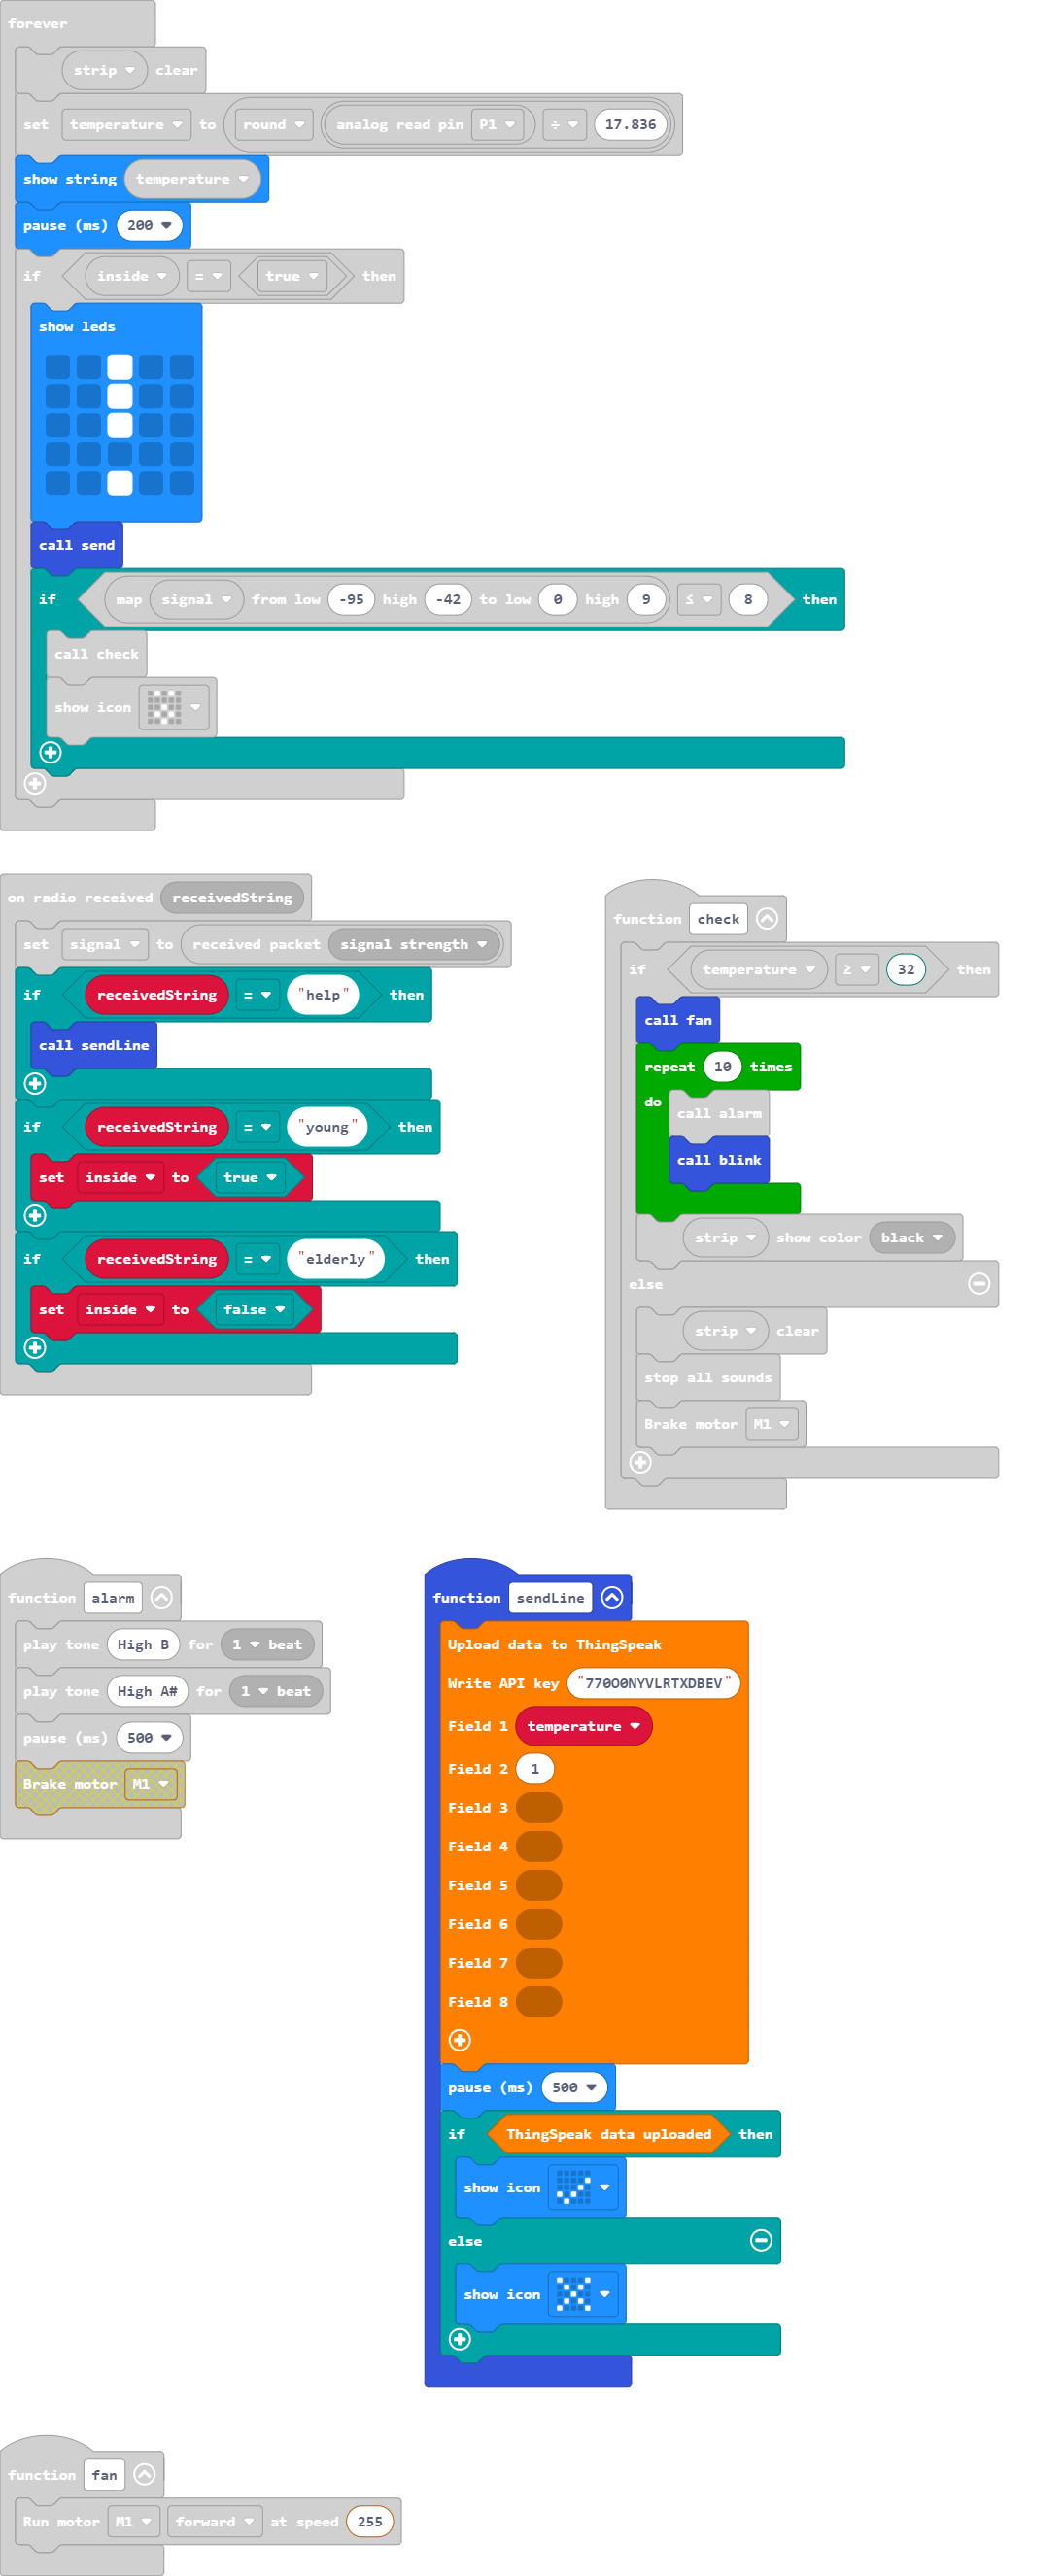 forever
strip clear
set temperature to round analog read pin P1 ÷ 17.836
show string temperature
pause (ms) 200
if inside = true then
show leds
call send
if map signal from low -95 high -42 to low 0 high 9 ≤ 8 then
call check
show icon
on radio received receivedString
set signal to received packet signal strength
if receivedString = "help" then
call sendLine
if receivedString = "young" then
set inside to true
if receivedString = "elderly" then
set inside to false
function check
if temperature ≥ 32 then
call fan
repeat 10 times
do
call alarm
call blink
strip show color black
else
strip clear
stop all sounds
Brake motor M1
function alarm
play tone High B for 1 beat
play tone High A# for 1 beat
pause (ms) 500
Brake motor M1
function sendLine
Upload data to ThingSpeak
Write API key "770O0NYVLRTXDBEV"
Field 1 temperature
Field 2 1
Field 3
Field 4
Field 5
Field 6
Field 7
Field 8
pause (ms) 500
if ThingSpeak data uploaded then
show icon
else
show icon
function fan
Run motor M1 forward at speed 255